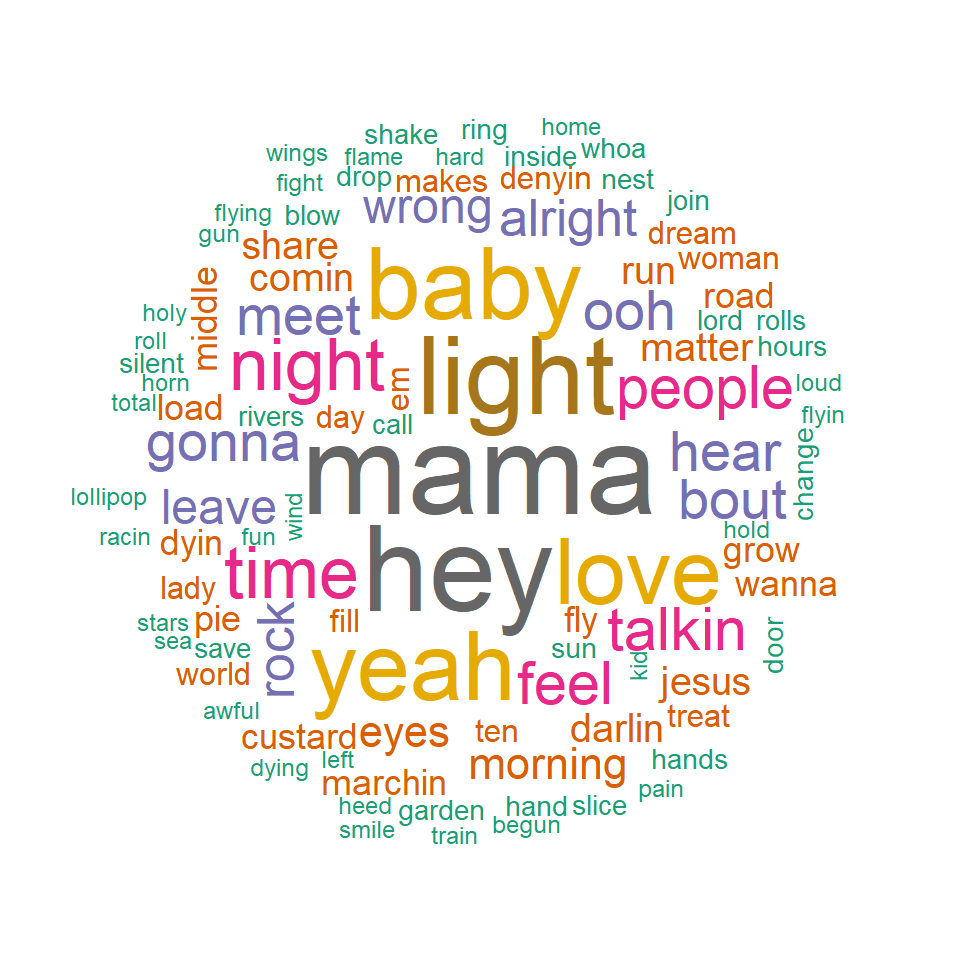 shake
ring
home
wings
flame
hard
inside
whoa
fight
drop
makes
denyin
nest
flying
blow
wrong
alright
join
gun
share
baby
dream
comin
run
woman
middle
meet
ooh
road
holy
night
light
lord
rolls
roll
matter
hours
silent
em
people
loud
horn
total
load
rivers
day
call
flyin
gonna
mama
hear
change
lollipop
leave
wind
bout
racin
dyin
fun
hey
love
hold
grow
time
lady
wanna
stars
pie
fill
fly
talkin
sea
save
rock
yeah
sun
kid
door
world
feel
jesus
awful
custard
eyes
ten
darlin
treat
dying
left
marchin
morning
hands
heed
garden
hand
slice
pain
smile
train
begun